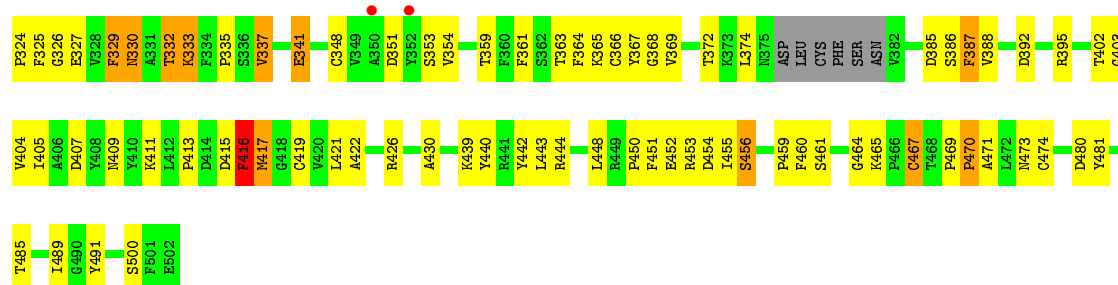 P324 F325 G326 E327 V328 F329 N330 A331 T332 K333 F334 P335 S336 V337 E341 C348 V349 A350 D351 Y352 S353 V354 T359 F360 F361 S362 T363 F364 K365 C366 Y367 G368 V369 T372 K373 L374 N375 ASP LEU CYS PHE SER ASN V382 D385 S386 F387 V388 D392 R395 T402 G403
V404 I405 A406 D407 Y408 N409 Y410 K411 L412 P413 D414 D415 F416 M417 G418 C419 V420 L421 A422 R426 A430 K439 Y440 R441 Y442 L443 R444 L448 R449 P450 F451 E452 R453 D454 I455 S456 P459 F460 S461 G464 K465 P466 C467 T468 P469 P470 A471 L472 N473 C474 D480 Y481
T485 I489 G490 Y491 S500 F501 E502